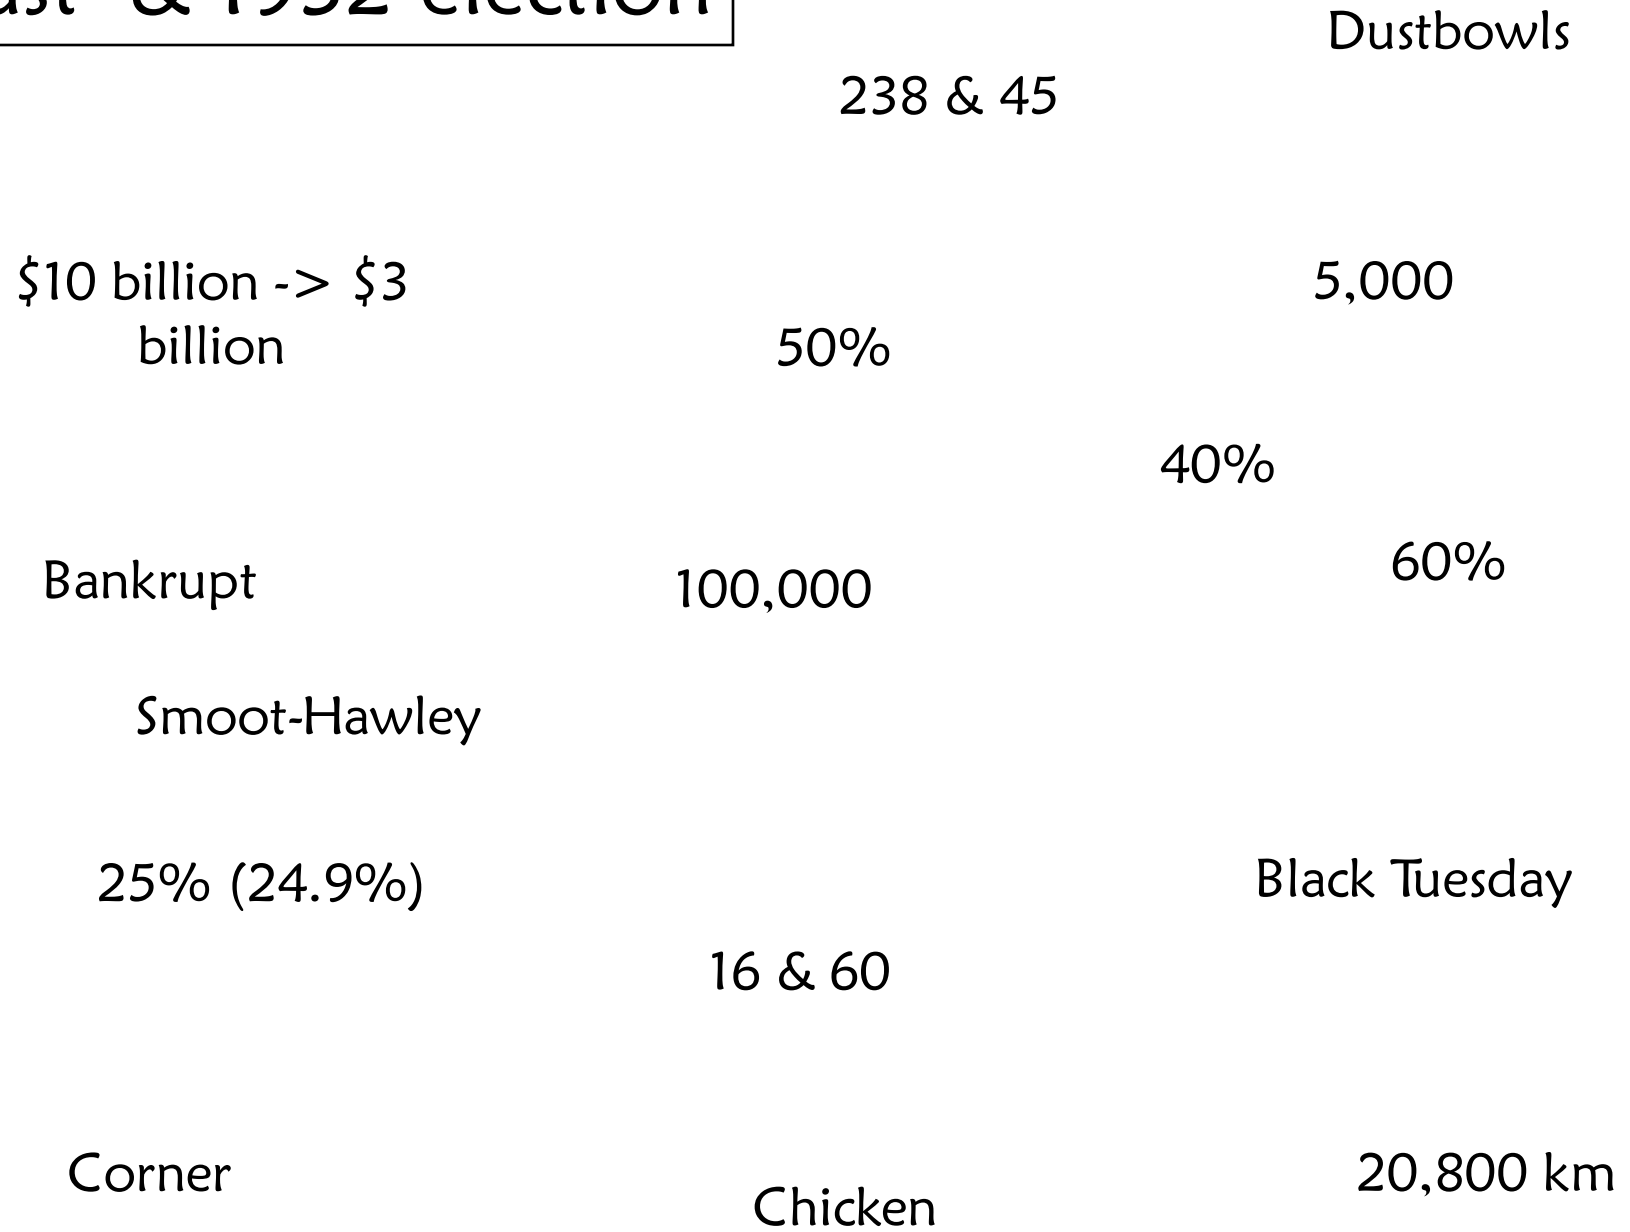 & 1932 election
Dustbowls
238 & 45
$10 billion -> $3
billion
5,000
50%
40%
60%
Bankrupt
100,000
Smoot-Hawley
25% (24.9%)
Black Tuesday
16 & 60
Corner
20,800 km
Chicken